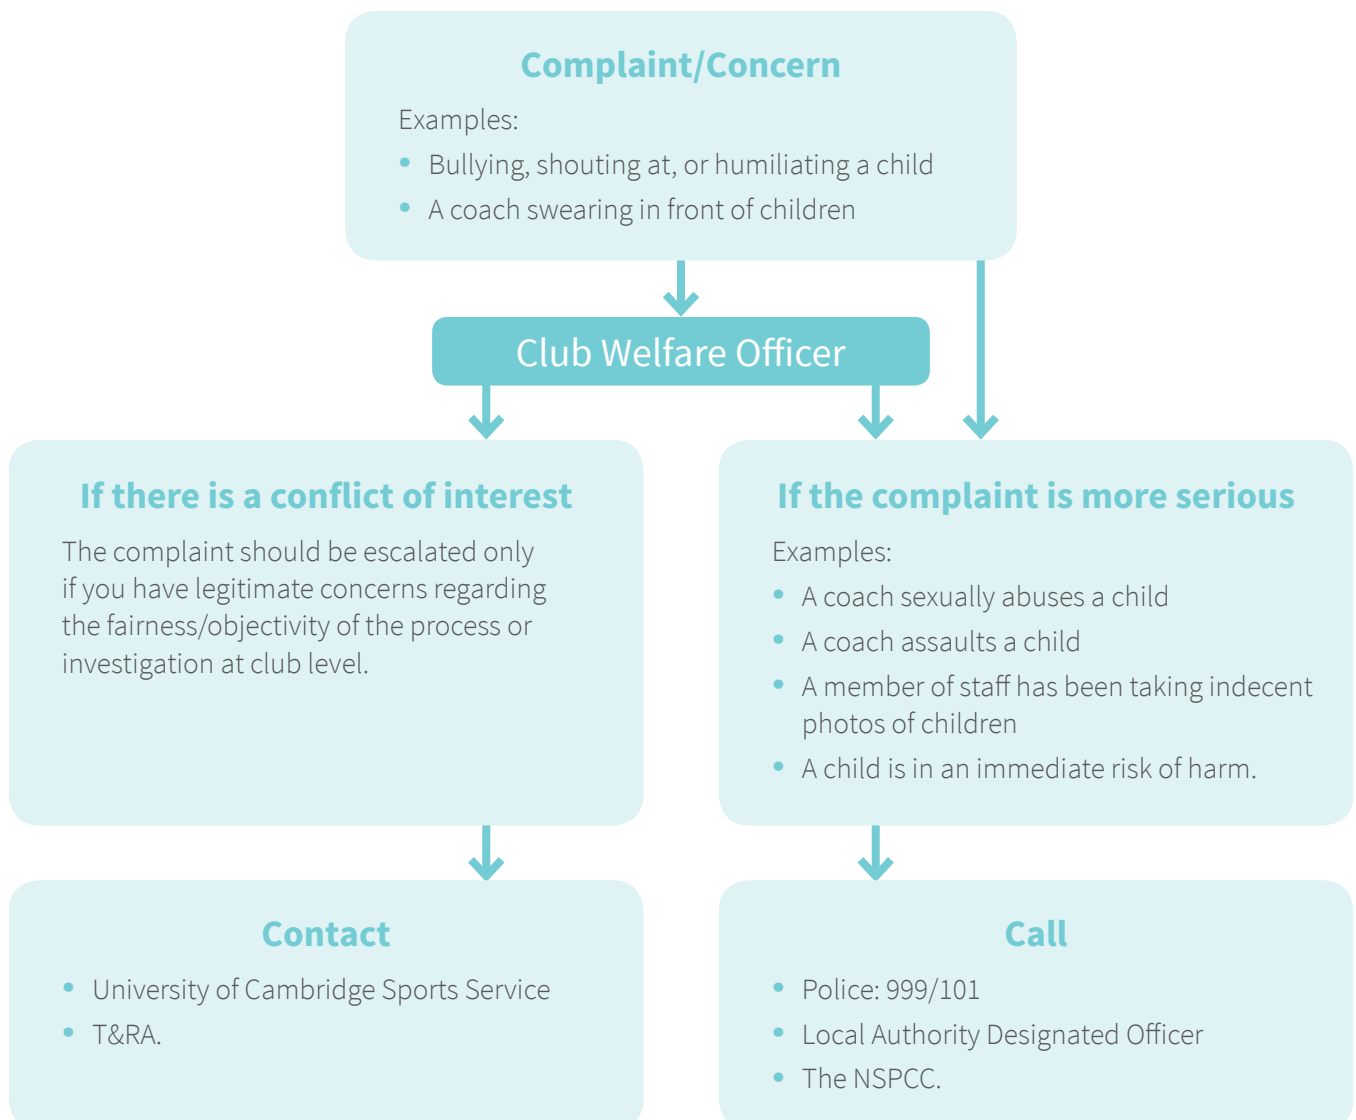 Complaint/Concern
Examples:
• Bullying, shouting at, or humiliating a child
• A coach swearing in front of children
Club Welfare Officer
If there is a conflict of interest
The complaint should be escalated only
if you have legitimate concerns regarding
the fairness/objectivity of the process or
investigation at club level.
If the complaint is more serious
Examples:
• A coach sexually abuses a child
• A coach assaults a child
• A member of staff has been taking indecent
photos of children
• A child is in an immediate risk of harm.
Contact
• University of Cambridge Sports Service
• T&RA.
Call
• Police: 999/101
• Local Authority Designated Officer
• The NSPCC.